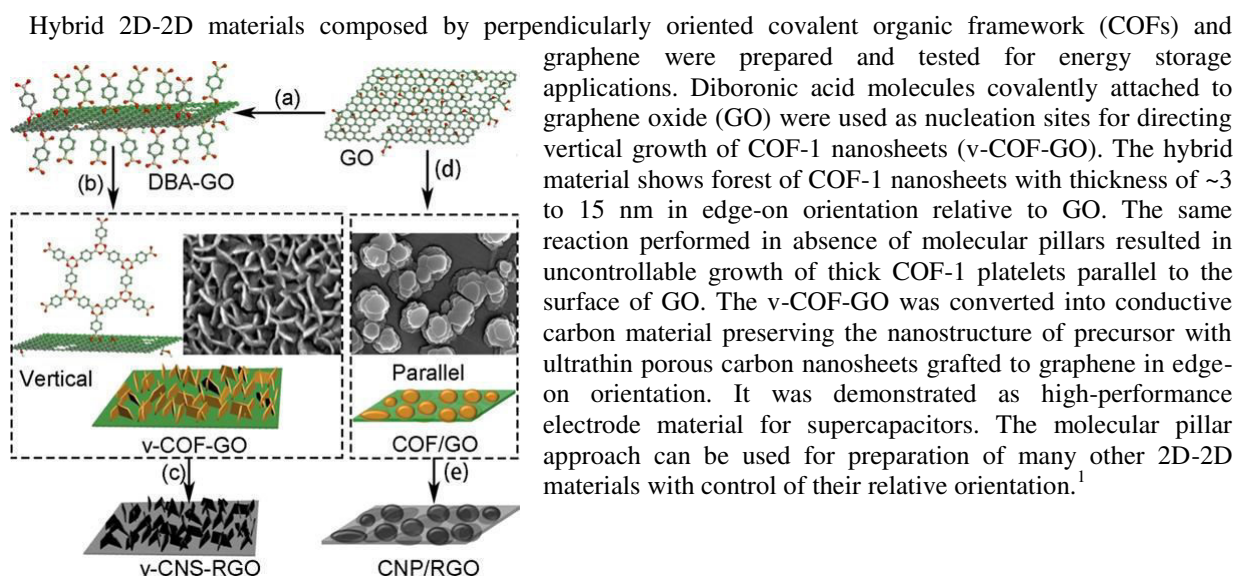 Hybrid 2D-2D materials composed by perpendicularly oriented covalent organic framework (COFs) and
graphene were prepared and tested for energy storage
applications. Diboronic acid molecules covalently attached to
graphene oxide (GO) were used as nucleation sites for directing
vertical growth of COF-1 nanosheets (v-COF-GO). The hybrid
material shows forest of COF-1 nanosheets with thickness of ~3
to 15 nm in edge-on orientation relative to GO. The same
reaction performed in absence of molecular pillars resulted in
uncontrollable growth of thick COF-1 platelets parallel to the
surface of GO. The v-COF-GO was converted into conductive
carbon material preserving the nanostructure of precursor with
ultrathin porous carbon nanosheets grafted to graphene in edge-
on orientation. It was demonstrated as high-performance
electrode material for supercapacitors. The molecular pillar
approach can be used for preparation of many other 2D-2D
materials with control of their relative orientation.1
(a)
GO
DBA-GO
(b)
(d)
Vertical
Parallel
v-COF-GO
COF/GO
(c)
(e)
v-CNS-RGO
CNP/RGO